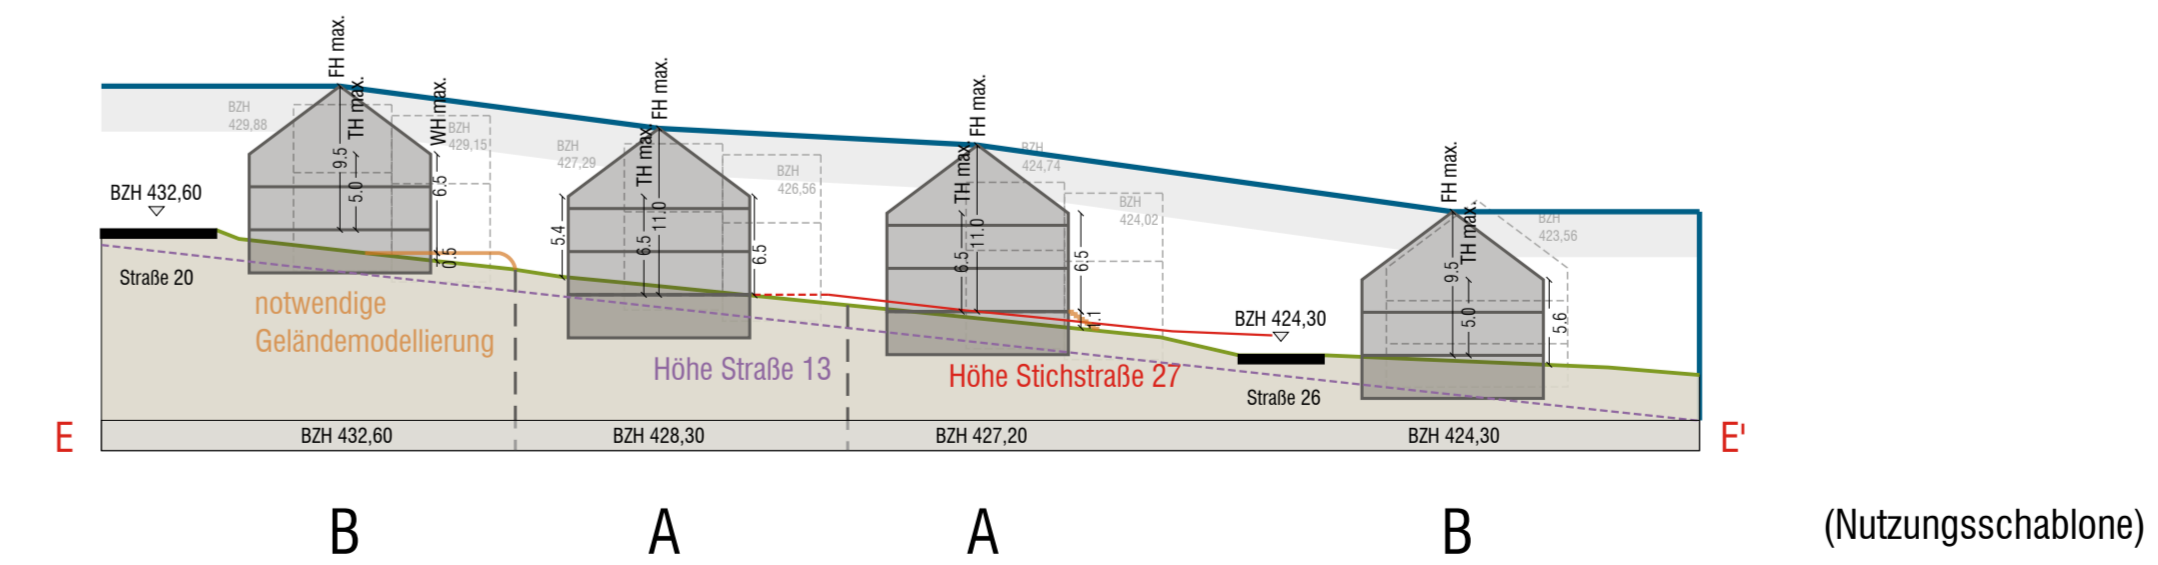 FH max.
FH max.
FH max.
FH max.
TH max.
WH max.
TH max.
TH max.
TH max.
BZH
429,88
BZH
429,15
BZH
427,29
BZH
426,56
BZH
424,74
BZH
424,02
BZH
423,56
9.5
5.0
6.5
0.5
5.4
6.5
11.0
6.5
6.5
11.0
6.5
1.1
9.5
5.0
5.6
BZH 432,60
Straße 20
BZH 424,30
Straße 26
notwendige
Geländemodellierung
Höhe Straße 13
Höhe Stichstraße 27
E
BZH 432,60
BZH 428,30
BZH 427,20
BZH 424,30
E'
B
A
A
B
(Nutzungsschablone)